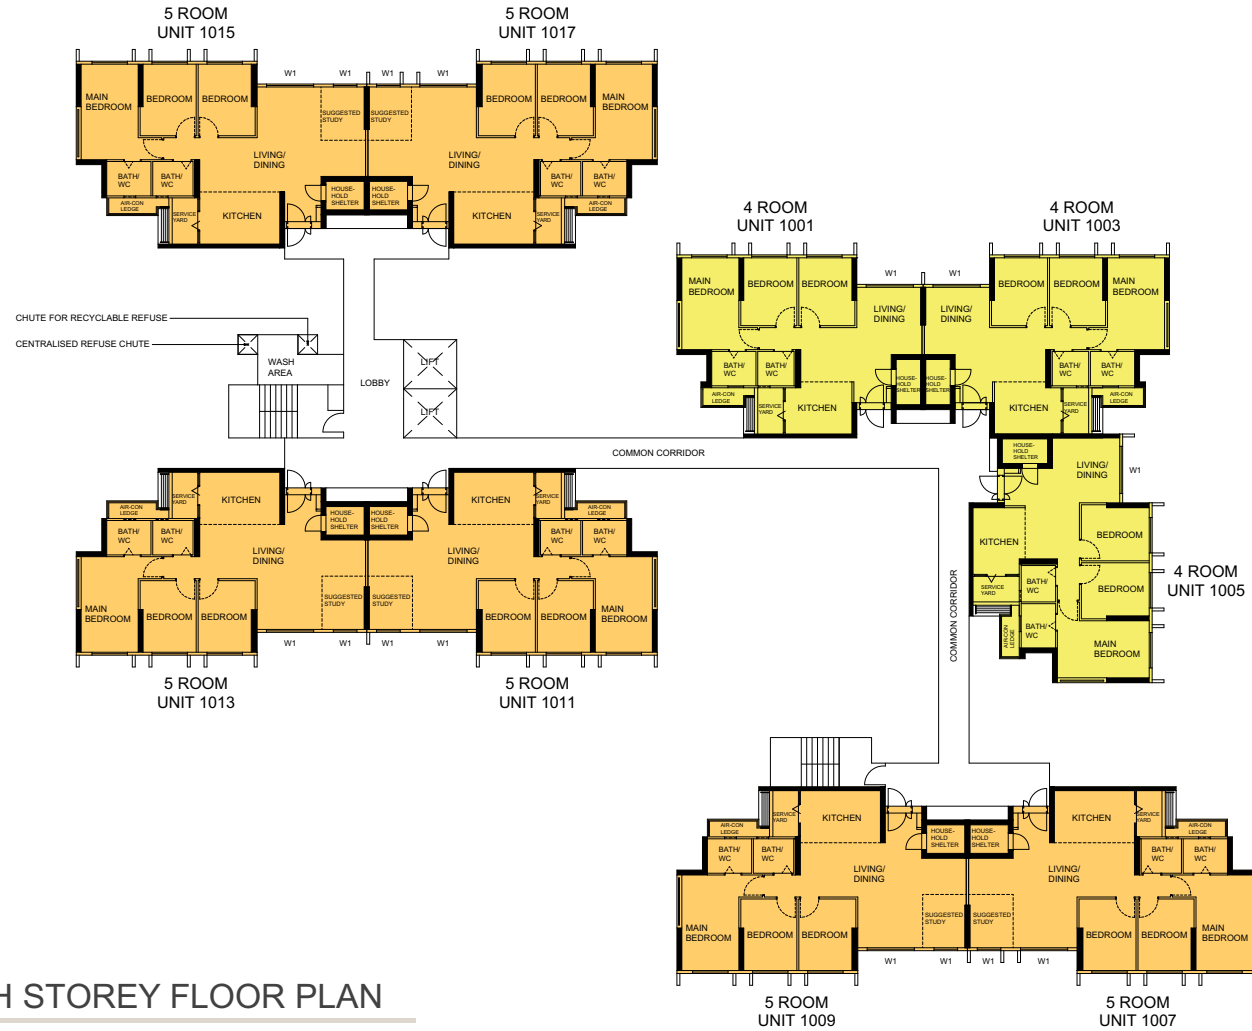 5 ROOM
UNIT 1015
5 ROOM
UNIT 1017
W1
W1
W1
W1
MAIN
BEDROOM
BEDROOM
BEDROOM
SUGGESTED
STUDY
SUGGESTED
STUDY
BEDROOM
BEDROOM
MAIN
BEDROOM
LIVING/
DINING
LIVING/
DINING
BATH/
WC
BATH/
WC
BATH/
WC
BATH/
WC
AIR-CON
LEDGE
SERVICE
YARD
KITCHEN
HOUSE-
HOLD
SHELTER
HOUSE-
HOLD
SHELTER
KITCHEN
SERVICE
YARD
AIR-CON
LEDGE
4 ROOM
UNIT 1001
4 ROOM
UNIT 1003
W1
W1
MAIN
BEDROOM
BEDROOM
BEDROOM
LIVING/
DINING
LIVING/
DINING
BEDROOM
BEDROOM
MAIN
BEDROOM
BATH/
WC
BATH/
WC
HOUSE-
HOLD
SHELTER
HOUSE-
HOLD
SHELTER
BATH/
WC
BATH/
WC
AIR-CON
LEDGE
SERVICE
YARD
KITCHEN
KITCHEN
SERVICE
YARD
AIR-CON
LEDGE
CHUTE FOR RECYCLABLE REFUSE
CENTRALISED REFUSE CHUTE
WASH
AREA
LOBBY
LIFT
LIFT
COMMON CORRIDOR
HOUSE-
HOLD
SHELTER
LIVING/
DINING
W1
KITCHEN
BEDROOM
BEDROOM
SERVICE
YARD
BATH/
WC
BATH/
WC
AIR-CON
LEDGE
MAIN
BEDROOM
4 ROOM
UNIT 1005
COMMON CORRIDOR
AIR-CON
LEDGE
SERVICE
YARD
KITCHEN
HOUSE-
HOLD
SHELTER
HOUSE-
HOLD
SHELTER
KITCHEN
SERVICE
YARD
AIR-CON
LEDGE
BATH/
WC
BATH/
WC
LIVING/
DINING
LIVING/
DINING
BATH/
WC
BATH/
WC
MAIN
BEDROOM
BEDROOM
BEDROOM
SUGGESTED
STUDY
SUGGESTED
STUDY
BEDROOM
BEDROOM
MAIN
BEDROOM
W1
W1
W1
W1
5 ROOM
UNIT 1013
5 ROOM
UNIT 1011
AIR-CON
LEDGE
SERVICE
YARD
KITCHEN
HOUSE-
HOLD
SHELTER
HOUSE-
HOLD
SHELTER
KITCHEN
SERVICE
YARD
AIR-CON
LEDGE
BATH/
WC
BATH/
WC
LIVING/
DINING
LIVING/
DINING
BATH/
WC
BATH/
WC
MAIN
BEDROOM
BEDROOM
BEDROOM
SUGGESTED
STUDY
SUGGESTED
STUDY
BEDROOM
BEDROOM
MAIN
BEDROOM
W1
W1
W1
W1
5 ROOM
UNIT 1009
5 ROOM
UNIT 1007
H STOREY FLOOR PLAN